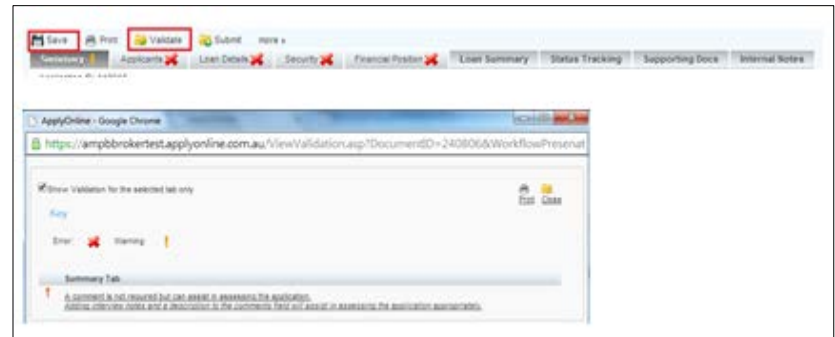 Save Print Validate Submit more »
Summary Applicants Loan Details Security Financial Position Loan Summary Status Tracking Supporting Docs Internal Notes
ApplyOnline - Google Chrome
https://ampbbrokertest.applyonline.com.au/ViewValidation.asp?DocumentID=240806&WorkflowPresenat
Show Validation for the selected tab only
Print Close
Key
Error: Warning:
Summary Tab
A comment is not required but can assist in assessing the application.
Adding interview notes and a description to the comments field will assist in assessing the application appropriately.